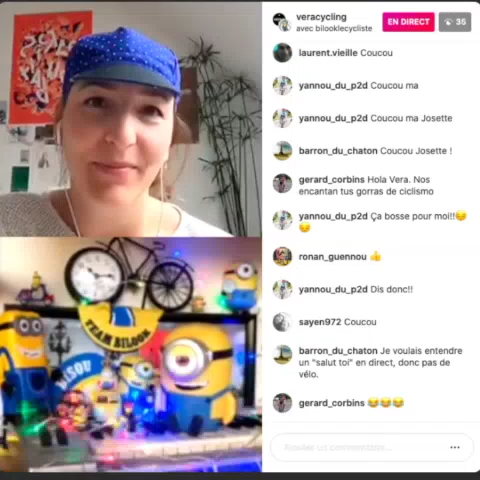 veracycling
EN DIRECT
35
avec bilooklecycliste
laurent.vieille Coucou
yannou_du_p2d Coucou ma
yannou_du_p2d Coucou ma Josette
barron_du_chaton Coucou Josette !
gerard_corbins Hola Vera. Nos
encantan tus gorras de ciclismo
yannou_du_p2d Ça bosse pour moi!!😏
😏
ronan_guennou 👍
yannou_du_p2d Dis donc!!
sayen972 Coucou
barron_du_chaton Je voulais entendre
un "salut toi" en direct, donc pas de
vélo.
gerard_corbins 😂😂😂
Ajouter un commentaire...
TEAM BILOOK
BISOU